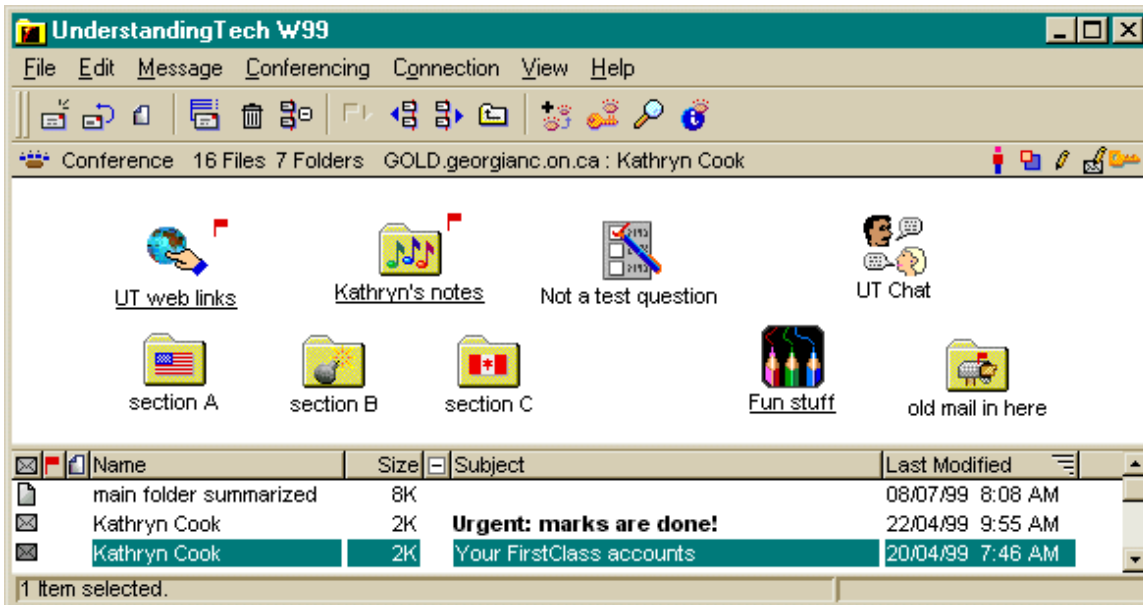 UnderstandingTech W99
File Edit Message Conferencing Connection View Help
Conference 16 Files 7 Folders GOLD.georgianc.on.ca : Kathryn Cook
UT web links Kathryn's notes Not a test question UT Chat
section A section B section C Fun stuff old mail in here
Name Size Subject Last Modified
main folder summarized 8K 08/07/99 8:08 AM
Kathryn Cook 2K Urgent: marks are done! 22/04/99 9:55 AM
Kathryn Cook 2K Your FirstClass accounts 20/04/99 7:46 AM
1 Item selected.